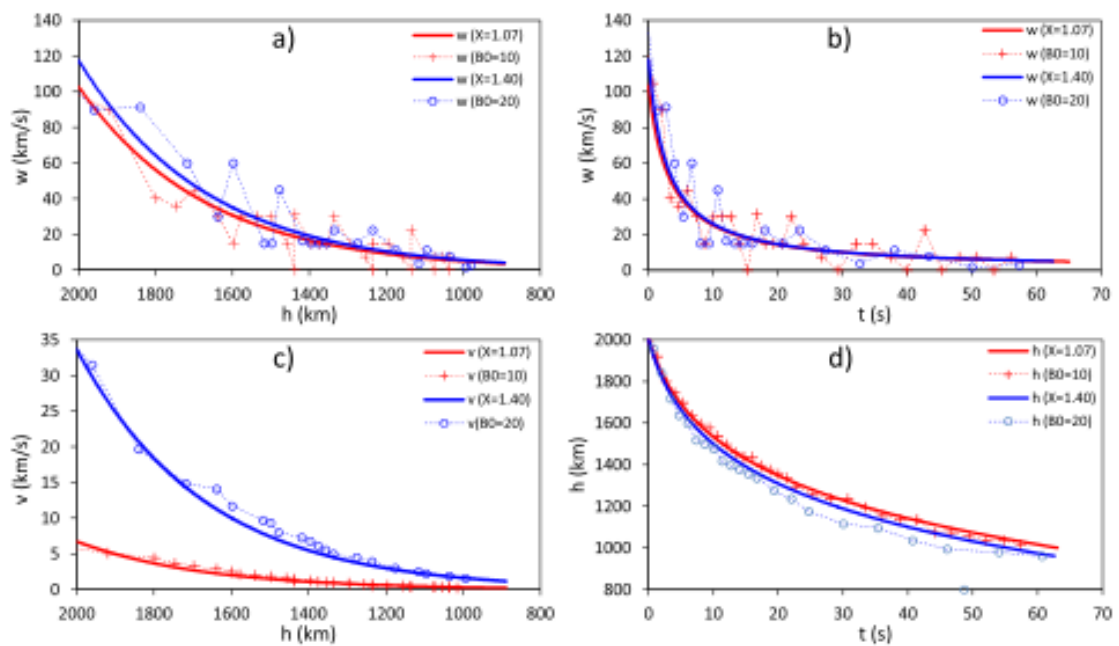 a)
w (km/s)
140
120
100
80
60
40
20
0
2000 1800 1600 1400 1200 1000 800
h (km)
w (X=1.07)
w (B0=10)
w (X=1.40)
w (B0=20)
b)
w (km/s)
140
120
100
80
60
40
20
0
0 10 20 30 40 50 60 70
t (s)
w (X=1.07)
w (B0=10)
w (X=1.40)
w (B0=20)
c)
v (km/s)
35
30
25
20
15
10
5
0
2000 1800 1600 1400 1200 1000 800
h (km)
v (X=1.07)
v (B0=10)
v (X=1.40)
v(B0=20)
d)
h (km)
2000
1800
1600
1400
1200
1000
800
0 10 20 30 40 50 60 70
t (s)
h (X=1.07)
h (B0=10)
h (X=1.40)
h (B0=20)